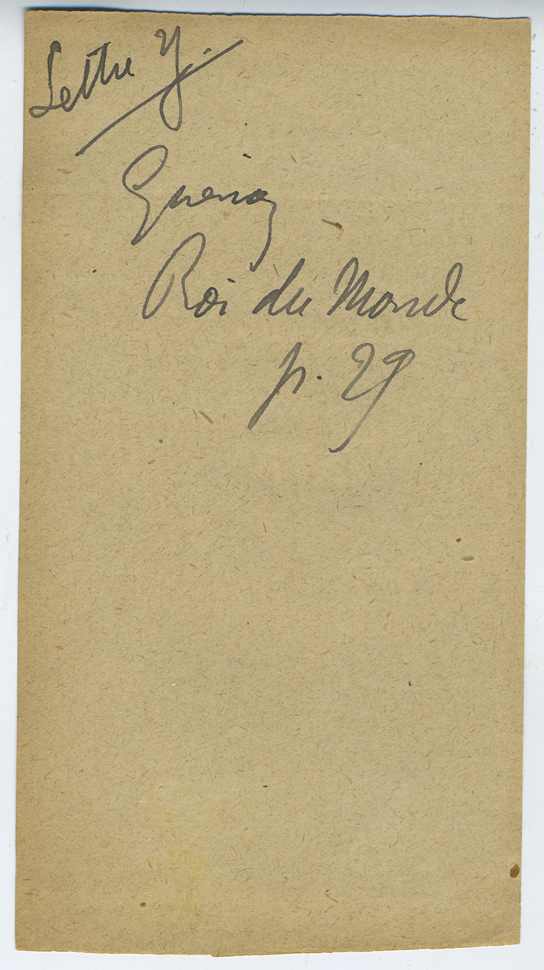 Lettre Y.
Guénon
Roi du Monde
p. 29